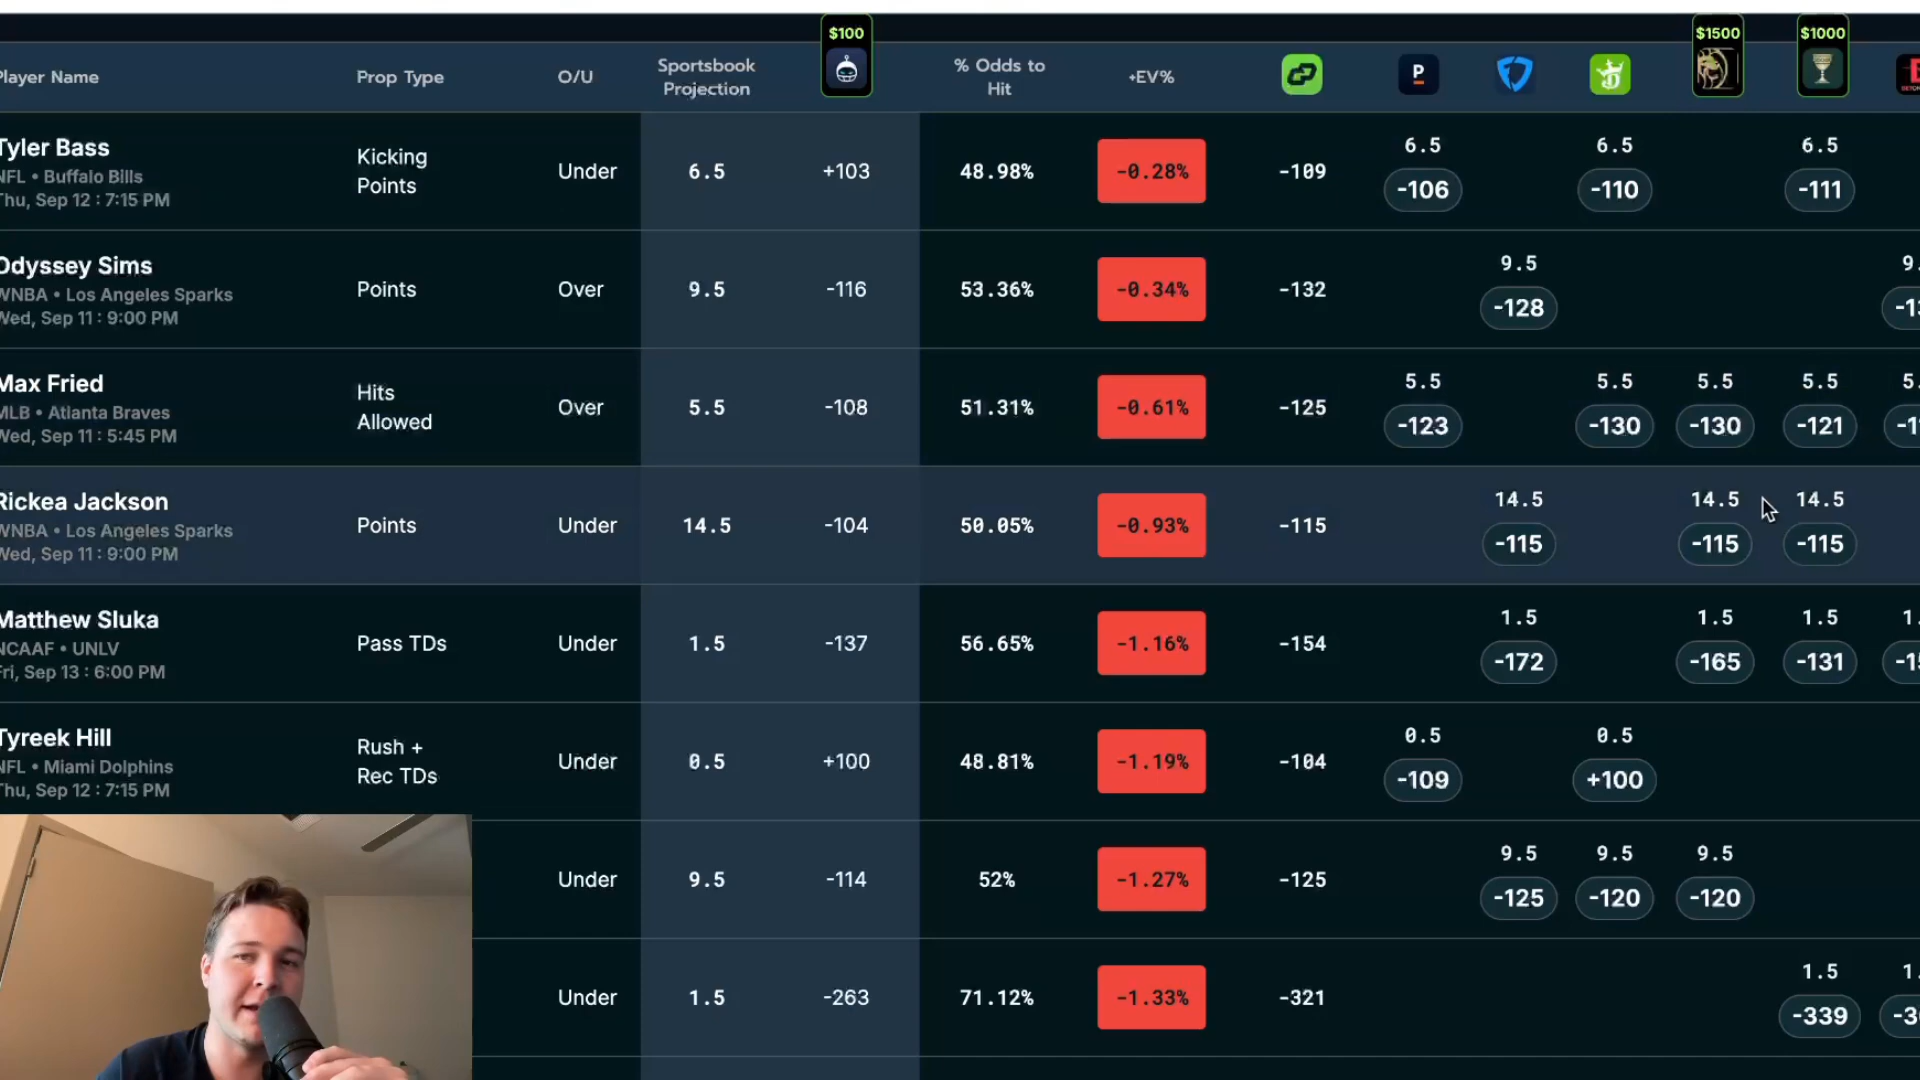 $100
$1500
$1000
Player Name
Prop Type
O/U
Sportsbook
Projection
% Odds to
Hit
+EV%
P
Tyler Bass
NFL • Buffalo Bills
Thu, Sep 12 : 7:15 PM
Kicking
Points
Under
6.5
+103
48.98%
-0.28%
-109
6.5
-106
6.5
-110
6.5
-111
Odyssey Sims
WNBA • Los Angeles Sparks
Wed, Sep 11 : 9:00 PM
Points
Over
9.5
-116
53.36%
-0.34%
-132
9.5
-128
Max Fried
MLB • Atlanta Braves
Wed, Sep 11 : 5:45 PM
Hits
Allowed
Over
5.5
-108
51.31%
-0.61%
-125
5.5
-123
5.5
-130
5.5
-130
5.5
-121
Rickea Jackson
WNBA • Los Angeles Sparks
Wed, Sep 11 : 9:00 PM
Points
Under
14.5
-104
50.05%
-0.93%
-115
14.5
-115
14.5
-115
14.5
-115
Matthew Sluka
NCAAF • UNLV
Fri, Sep 13 : 6:00 PM
Pass TDs
Under
1.5
-137
56.65%
-1.16%
-154
1.5
-172
1.5
-165
1.5
-131
Tyreek Hill
NFL • Miami Dolphins
Thu, Sep 12 : 7:15 PM
Rush +
Rec TDs
Under
0.5
+100
48.81%
-1.19%
-104
0.5
-109
0.5
+100
Under
9.5
-114
52%
-1.27%
-125
9.5
-125
9.5
-120
9.5
-120
Under
1.5
-263
71.12%
-1.33%
-321
1.5
-339